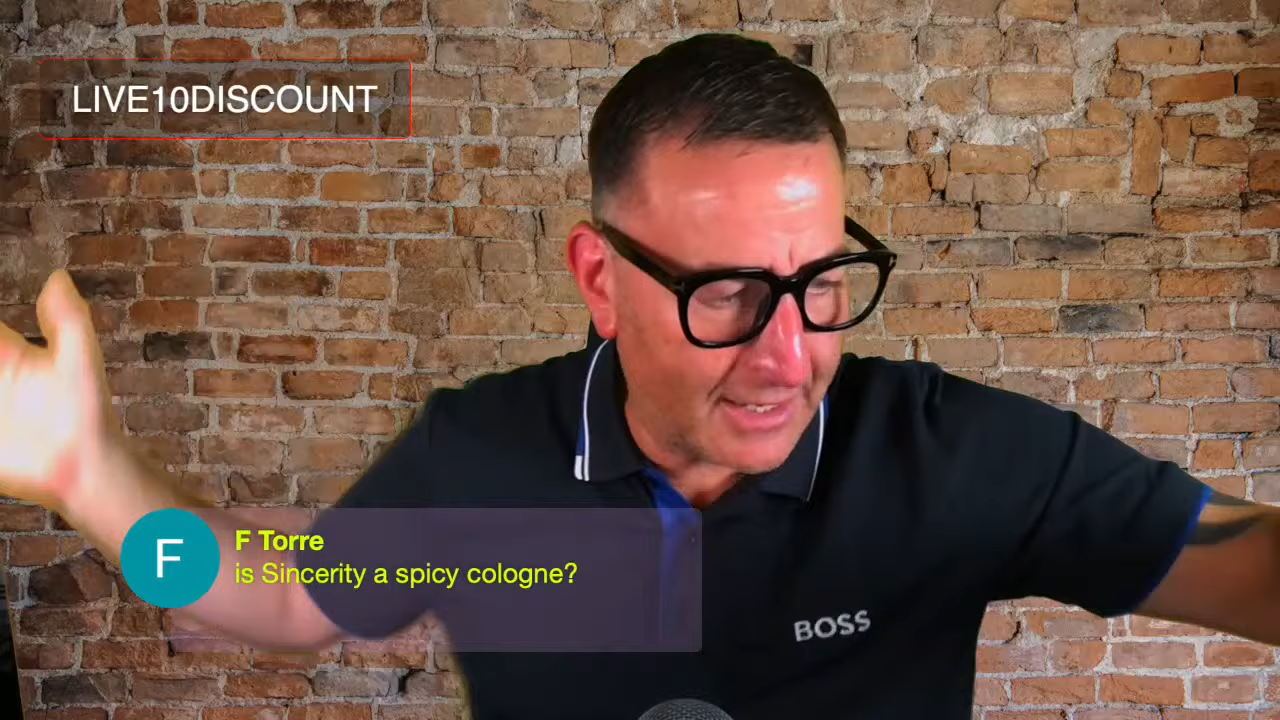 LIVE10DISCOUNT
F
F Torre
is Sincerity a spicy cologne?
BOSS